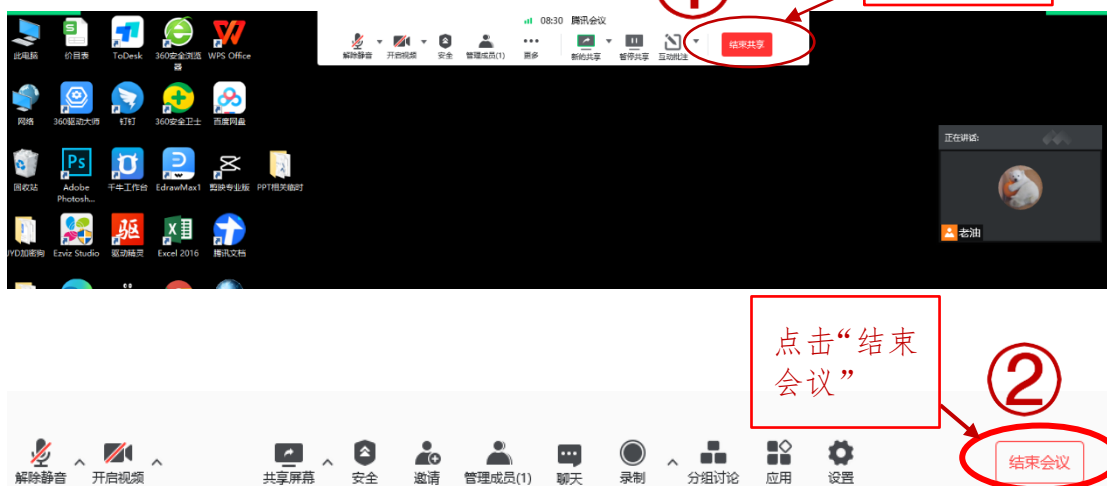 ①
08:30 腾讯会议
解除静音 开启视频 安全 管理成员(1) 更多 新的共享 暂停共享 互动批注 结束共享
此电脑 价目表 ToDesk 360安全浏览器 WPS Office
网络 360驱动大师 钉钉 360安全卫士 百度网盘
回收站 Adobe Photosh... 千牛工作台 EdrawMax1 剪映专业版 PPT相关临时
Ezviz Studio 驱动精灵 Excel 2016 腾讯文档
正在讲话:
老油
点击“结束
会议”
②
解除静音 开启视频 共享屏幕 安全 邀请 管理成员(1) 聊天 录制 分组讨论 应用 设置 结束会议